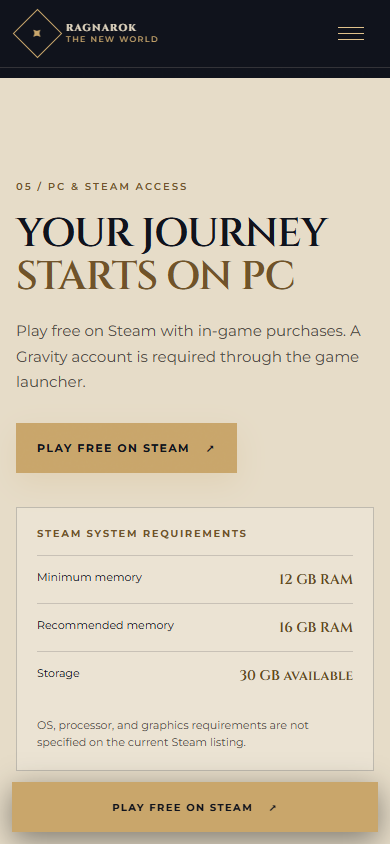 RAGNAROK
THE NEW WORLD
05 / PC & STEAM ACCESS
YOUR JOURNEY
STARTS ON PC
Play free on Steam with in-game purchases. A
Gravity account is required through the game
launcher.
PLAY FREE ON STEAM ↗
STEAM SYSTEM REQUIREMENTS
Minimum memory 12 GB RAM
Recommended memory 16 GB RAM
Storage 30 GB AVAILABLE
OS, processor, and graphics requirements are not
specified on the current Steam listing.
PLAY FREE ON STEAM ↗